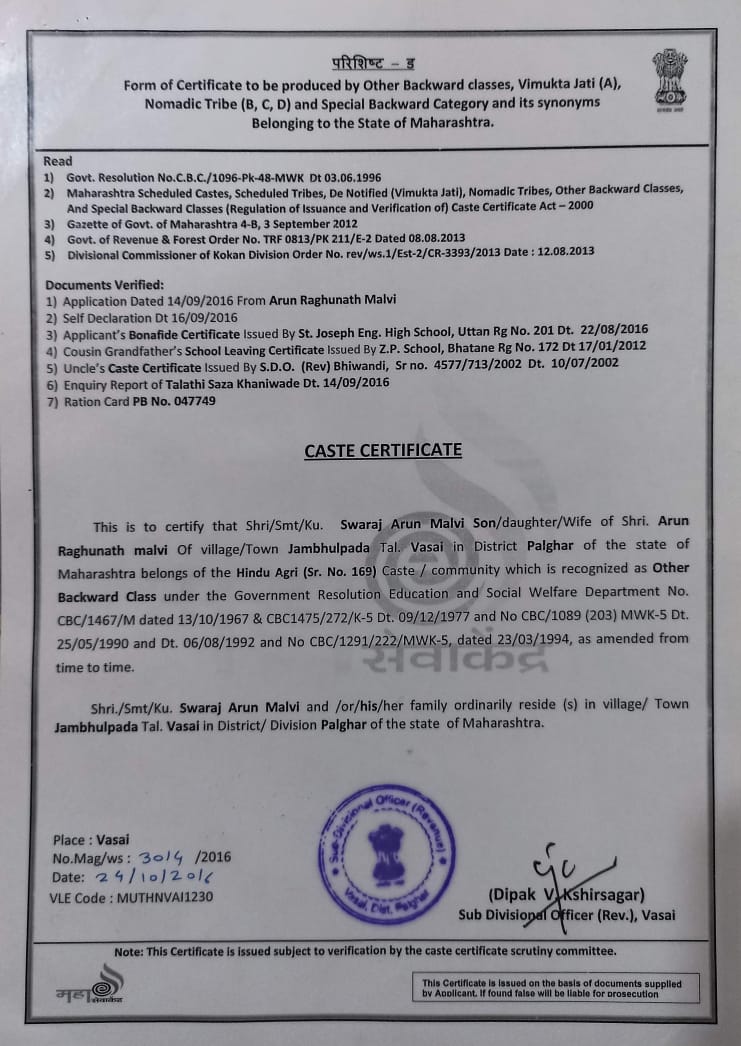 परिशिष्ट – ड
Form of Certificate to be produced by Other Backward classes, Vimukta Jati (A),
Nomadic Tribe (B, C, D) and Special Backward Category and its synonyms
Belonging to the State of Maharashtra.
Read
1) Govt. Resolution No.C.B.C./1096-Pk-48-MWK Dt 03.06.1996
2) Maharashtra Scheduled Castes, Scheduled Tribes, De Notified (Vimukta Jati), Nomadic Tribes, Other Backward Classes,
And Special Backward Classes (Regulation of Issuance and Verification of) Caste Certificate Act – 2000
3) Gazette of Govt. of Maharashtra 4-B, 3 September 2012
4) Govt. of Revenue & Forest Order No. TRF 0813/PK 211/E-2 Dated 08.08.2013
5) Divisional Commissioner of Kokan Division Order No. rev/ws.1/Est-2/CR-3393/2013 Date : 12.08.2013
Documents Verified:
1) Application Dated 14/09/2016 From Arun Raghunath Malvi
2) Self Declaration Dt 16/09/2016
3) Applicant's Bonafide Certificate Issued By St. Joseph Eng. High School, Uttan Rg No. 201 Dt. 22/08/2016
4) Cousin Grandfather's School Leaving Certificate Issued By Z.P. School, Bhatane Rg No. 172 Dt 17/01/2012
5) Uncle's Caste Certificate Issued By S.D.O. (Rev) Bhiwandi, Sr no. 4577/713/2002 Dt. 10/07/2002
6) Enquiry Report of Talathi Saza Khaniwade Dt. 14/09/2016
7) Ration Card PB No. 047749
CASTE CERTIFICATE
This is to certify that Shri/Smt/Ku. Swaraj Arun Malvi Son/daughter/Wife of Shri. Arun
Raghunath malvi Of village/Town Jambhulpada Tal. Vasai in District Palghar of the state of
Maharashtra belongs of the Hindu Agri (Sr. No. 169) Caste / community which is recognized as Other
Backward Class under the Government Resolution Education and Social Welfare Department No.
CBC/1467/M dated 13/10/1967 & CBC1475/272/K-5 Dt. 09/12/1977 and No CBC/1089 (203) MWK-5 Dt.
25/05/1990 and Dt. 06/08/1992 and No CBC/1291/222/MWK-5, dated 23/03/1994, as amended from
time to time.
सेवाकेंद्र
Shri./Smt/Ku. Swaraj Arun Malvi and /or/his/her family ordinarily reside (s) in village/ Town
Jambhulpada Tal. Vasai in District/ Division Palghar of the state of Maharashtra.
Sub-Divisional Officer (Revenue)
Vasai, Dist. Palghar
Place : Vasai
No.Mag/ws : 3014 /2016
Date: 24/10/2016
VLE Code : MUTHNVAI1230
(Dipak V. Kshirsagar)
Sub Divisional Officer (Rev.), Vasai
Note: This Certificate is issued subject to verification by the caste certificate scrutiny committee.
महा सेवाकेंद्र
This Certificate is issued on the basis of documents supplied
by Applicant. If found false will be liable for prosecution